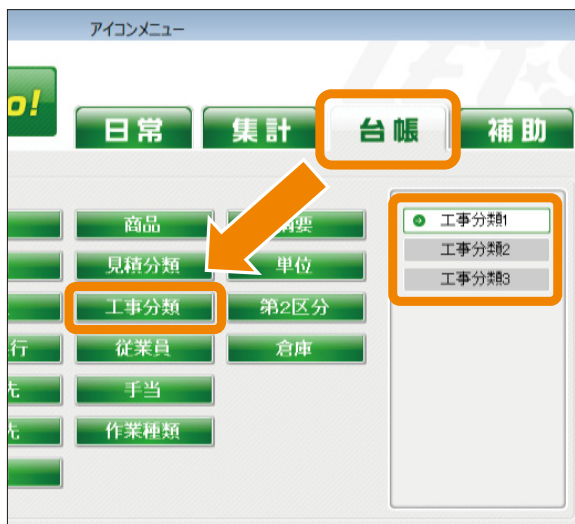 アイコンメニュー
o!
日常 集計 台帳 補助
商品
工事分類1
見積分類 単位
工事分類2
工事分類 第2区分
工事分類3
行 従業員 倉庫
先 手当
先 作業種類